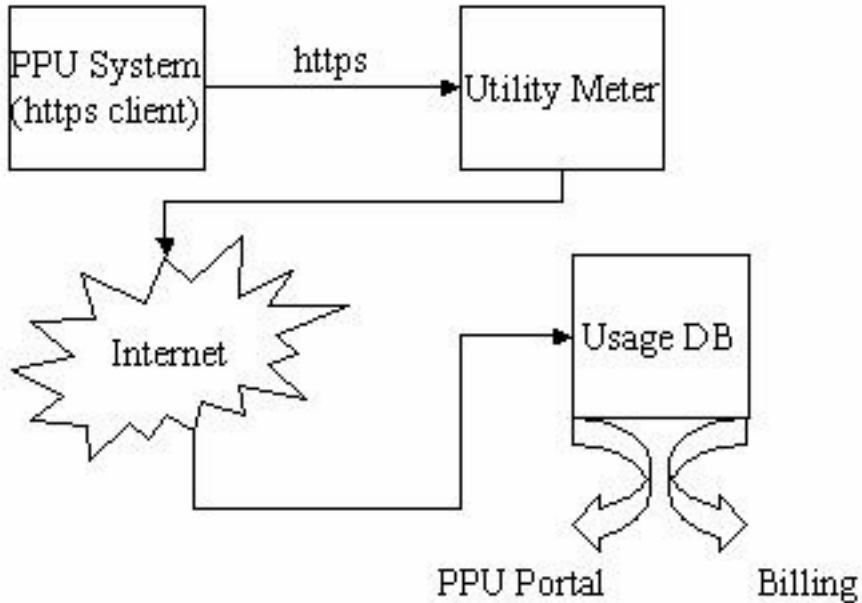 PPU System
(https client)
https
Utility Meter
Internet
Usage DB
PPU Portal
Billing